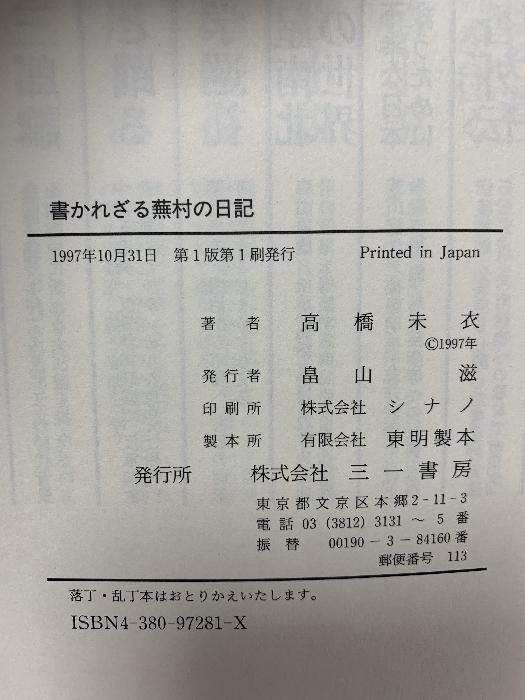 書かれざる蕪村の日記
1997年10月31日　第1版第1刷発行　Printed in Japan
著者　高橋未衣
©1997年
発行者　畠山　滋
印刷所　株式会社　シナノ
製本所　有限会社　東明製本
発行所　株式会社　三一書房
東京都文京区本郷2-11-3
電話 03 (3812) 3131 〜 5 番
振替　00190－3－84160番
郵便番号　113
落丁・乱丁本はおとりかえいたします。
ISBN4-380-97281-X